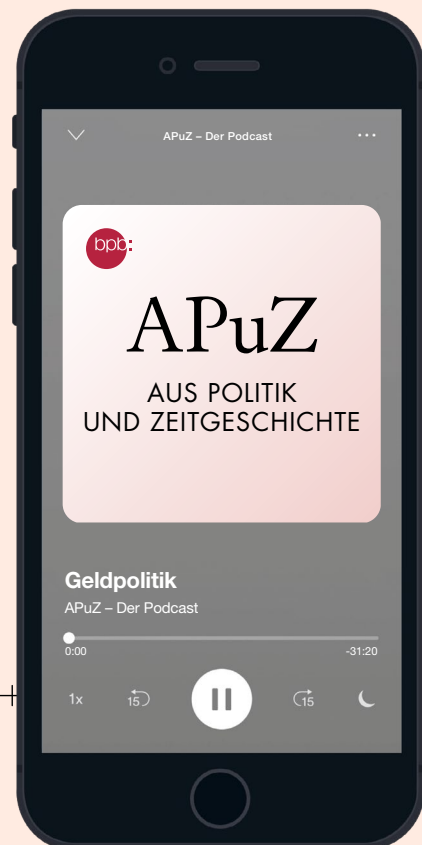 APuZ – Der Podcast
bpb:
APuZ
AUS POLITIK
UND ZEITGESCHICHTE
Geldpolitik
APuZ – Der Podcast
0:00 -31:20
1x 15 15